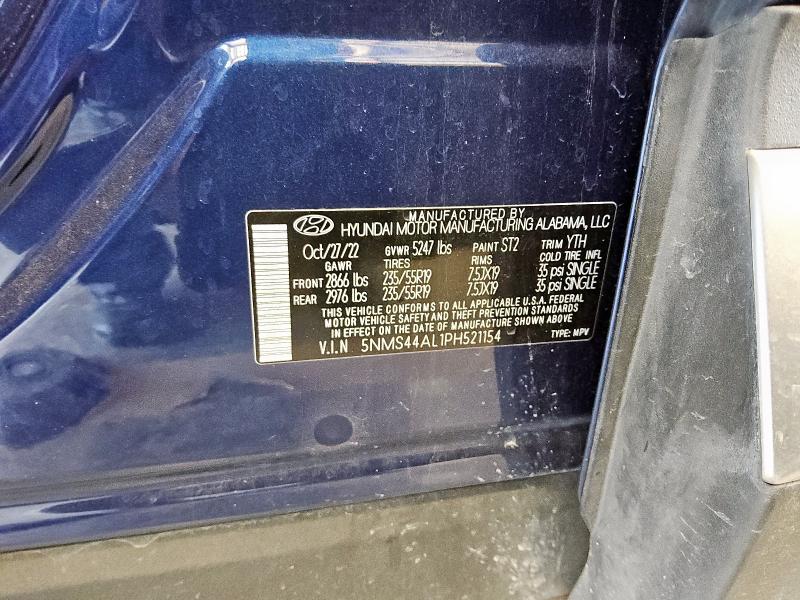 MANUFACTURED BY
HYUNDAI MOTOR MANUFACTURING ALABAMA, LLC
Oct/27/22 GVWR 5247 lbs PAINT ST2 TRIM YTH
GAWR TIRES RIMS COLD TIRE INFL
FRONT 2866 lbs 235/55R19 7.5JX19 35 psi SINGLE
REAR 2976 lbs 235/55R19 7.5JX19 35 psi SINGLE
THIS VEHICLE CONFORMS TO ALL APPLICABLE U.S.A. FEDERAL
MOTOR VEHICLE SAFETY AND THEFT PREVENTION STANDARDS
IN EFFECT ON THE DATE OF MANUFACTURE SHOWN ABOVE
V.I.N 5NMS44AL1PH521154 TYPE: MPV